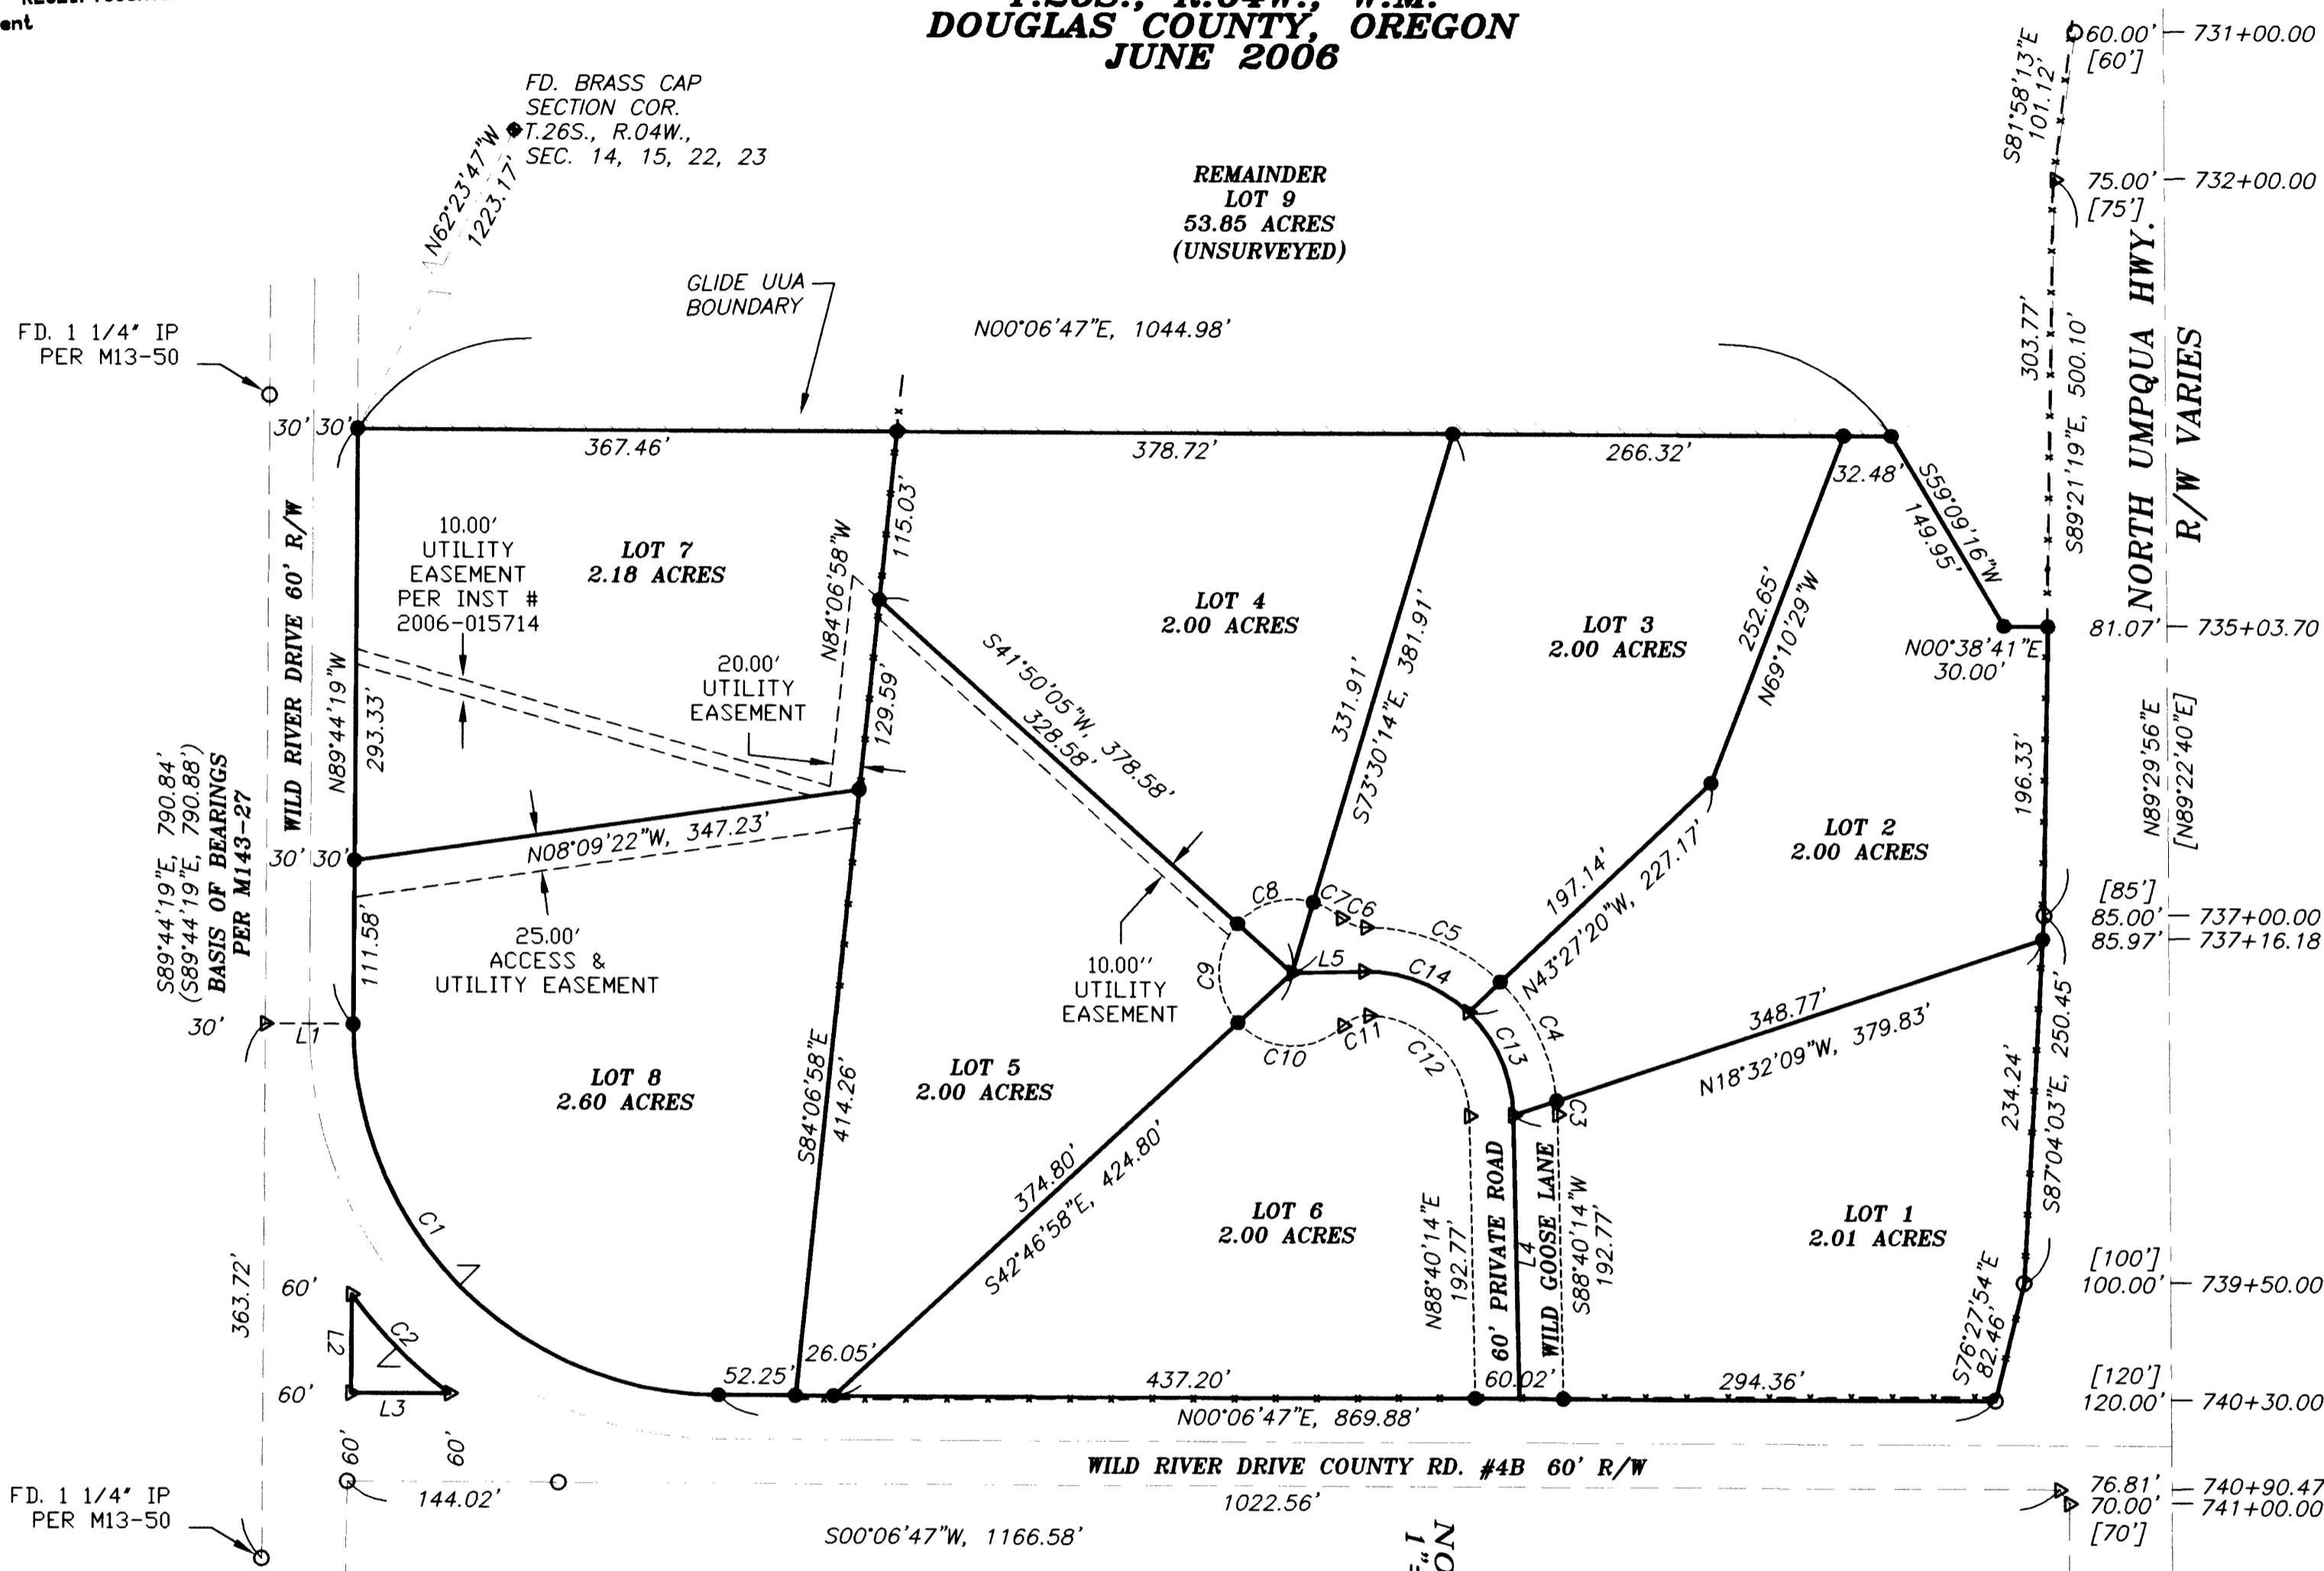 ent
DOUGLAS COUNTY, OREGON
JUNE 2006
FD. BRASS CAP
SECTION COR.
T.26S., R.04W.,
SEC. 14, 15, 22, 23
N62°23'47"W
1223.17'
REMAINDER
LOT 9
53.85 ACRES
(UNSURVEYED)
GLIDE UUA
BOUNDARY
N00°06'47"E, 1044.98'
FD. 1 1/4" IP
PER M13-50
60.00' 731+00.00
[60']
S81°58'13"E
101.12'
75.00' 732+00.00
[75']
303.77'
S89°21'19"E, 500.10'
NORTH UMPQUA HWY.
R/W VARIES
30' 30'
367.46'
378.72'
266.32'
32.48'
S59°09'16"W
149.95'
WILD RIVER DRIVE 60' R/W
10.00'
UTILITY
EASEMENT
PER INST #
2006-015714
LOT 7
2.18 ACRES
N84°06'58"W
115.03'
LOT 4
2.00 ACRES
LOT 3
2.00 ACRES
252.65'
N69°10'29"W
81.07' 735+03.70
N00°38'41"E
30.00'
20.00'
UTILITY
EASEMENT
129.59'
S41°50'05"W, 378.58'
328.58'
331.91'
S73°30'14"E, 381.91'
N89°44'19"W
293.33'
S89°44'19"E, 790.84'
(S89°44'19"E, 790.88')
BASIS OF BEARINGS
PER M143-27
N89°29'56"E
[N89°22'40"E]
196.33'
30' 30'
N08°09'22"W, 347.23'
LOT 2
2.00 ACRES
197.14'
N43°27'20"W, 227.17'
C8
C7
C6
C5
[85']
85.00' 737+00.00
85.97' 737+16.18
111.58'
25.00'
ACCESS &
UTILITY EASEMENT
10.00''
UTILITY
EASEMENT
C9
L5
C14
C4
348.77'
N18°32'09"W, 379.83'
30'
L1
C10
C11
C12
C13
C3
LOT 8
2.60 ACRES
LOT 5
2.00 ACRES
S84°06'58"E
414.26'
374.80'
S42°46'58"E, 424.80'
234.24'
S87°04'03"E, 250.45'
C1
LOT 6
2.00 ACRES
N88°40'14"E
192.77'
60' PRIVATE ROAD
L4
WILD GOOSE LANE
S88°40'14"W
192.77'
LOT 1
2.01 ACRES
[100']
100.00' 739+50.00
363.72'
60'
L2
C2
60'
L3
52.25'
26.05'
437.20'
60.02'
294.36'
S76°27'54"E
82.46'
[120']
120.00' 740+30.00
N00°06'47"E, 869.88'
60'
60'
WILD RIVER DRIVE COUNTY RD. #4B 60' R/W
FD. 1 1/4" IP
PER M13-50
144.02'
1022.56'
76.81' 740+90.47
70.00' 741+00.00
[70']
S00°06'47"W, 1166.58'
NO
1"=